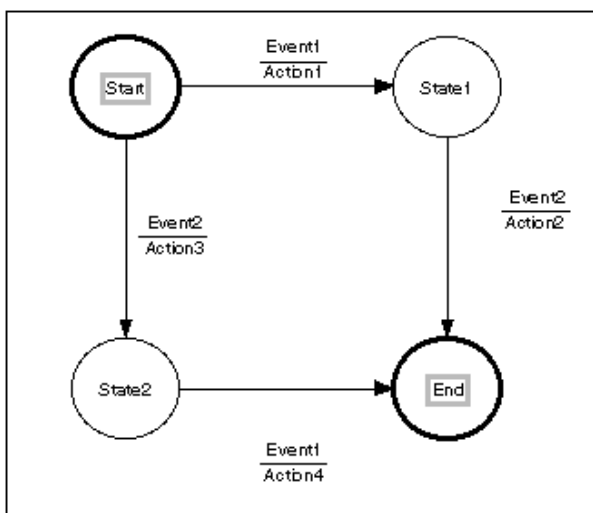 Event1
Action1
Start
State1
Event2
Action2
Event2
Action3
State2
End
Event1
Action4